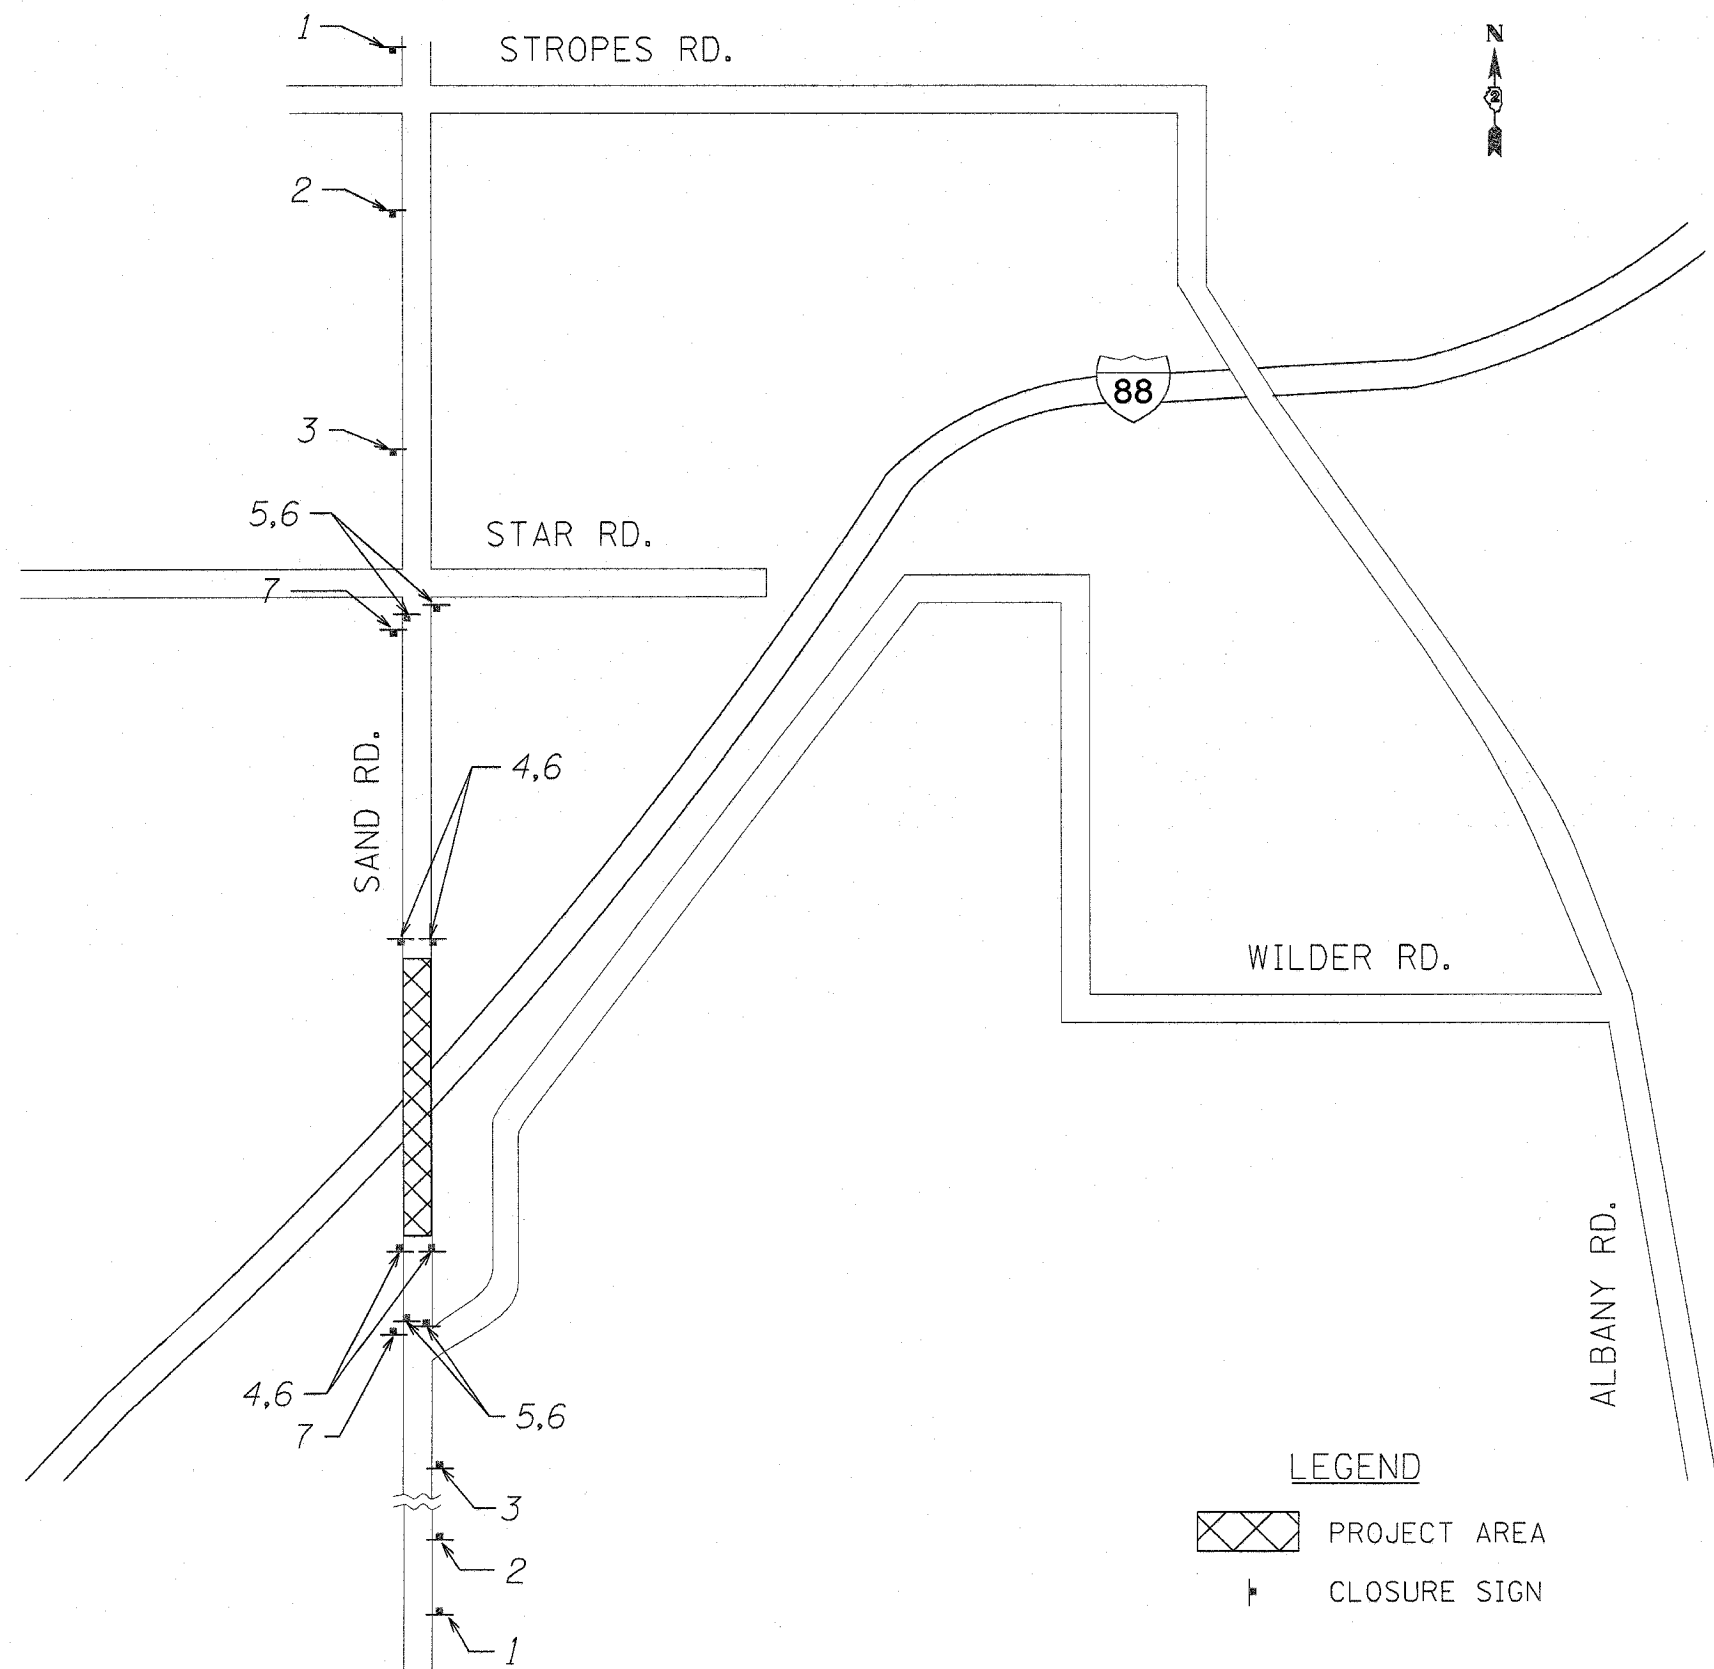 1
STROPES RD.
N
2
2
88
3
5,6
STAR RD.
7
SAND RD.
4,6
WILDER RD.
ALBANY RD.
4,6
5,6
7
LEGEND
3
PROJECT AREA
2
CLOSURE SIGN
1